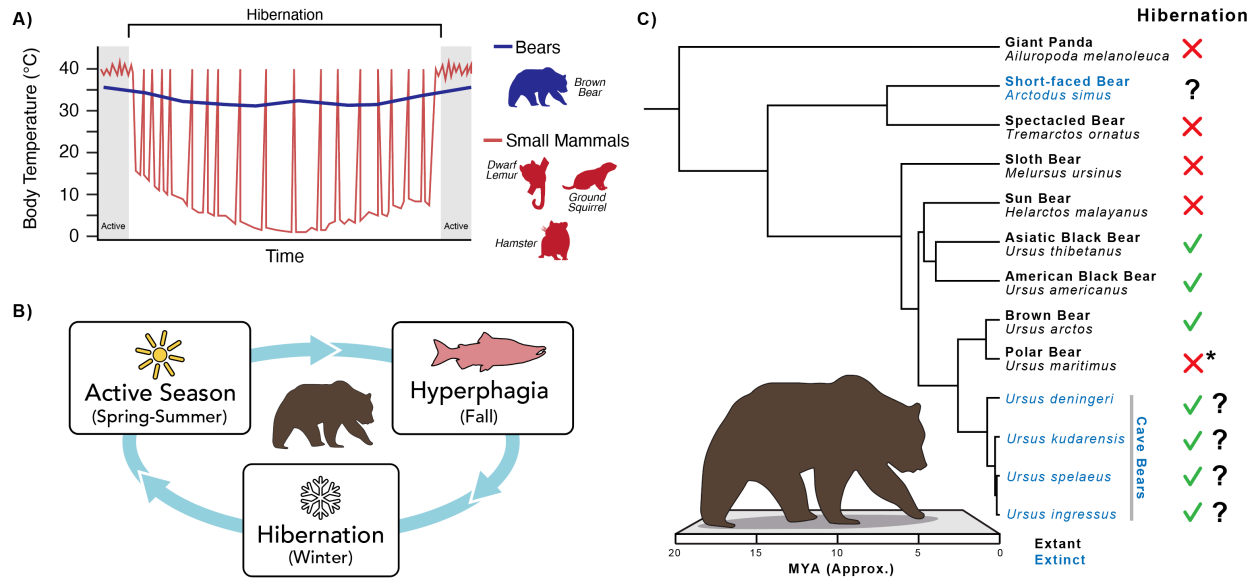 A)
Hibernation
Body Temperature (°C)
40
30
20
10
0
Active
Active
Time
Bears
Brown
Bear
Small Mammals
Dwarf
Lemur
Ground
Squirrel
Hamster
B)
Active Season
(Spring-Summer)
Hyperphagia
(Fall)
Hibernation
(Winter)
C)
Hibernation
Giant Panda
Ailuropoda melanoleuca
Short-faced Bear
Arctodus simus
?
Spectacled Bear
Tremarctos ornatus
Sloth Bear
Melursus ursinus
Sun Bear
Helarctos malayanus
Asiatic Black Bear
Ursus thibetanus
American Black Bear
Ursus americanus
Brown Bear
Ursus arctos
Polar Bear
Ursus maritimus
*
Ursus deningeri
?
Ursus kudarensis
?
Ursus spelaeus
?
Ursus ingressus
?
Cave Bears
20
15
10
5
0
MYA (Approx.)
Extant
Extinct